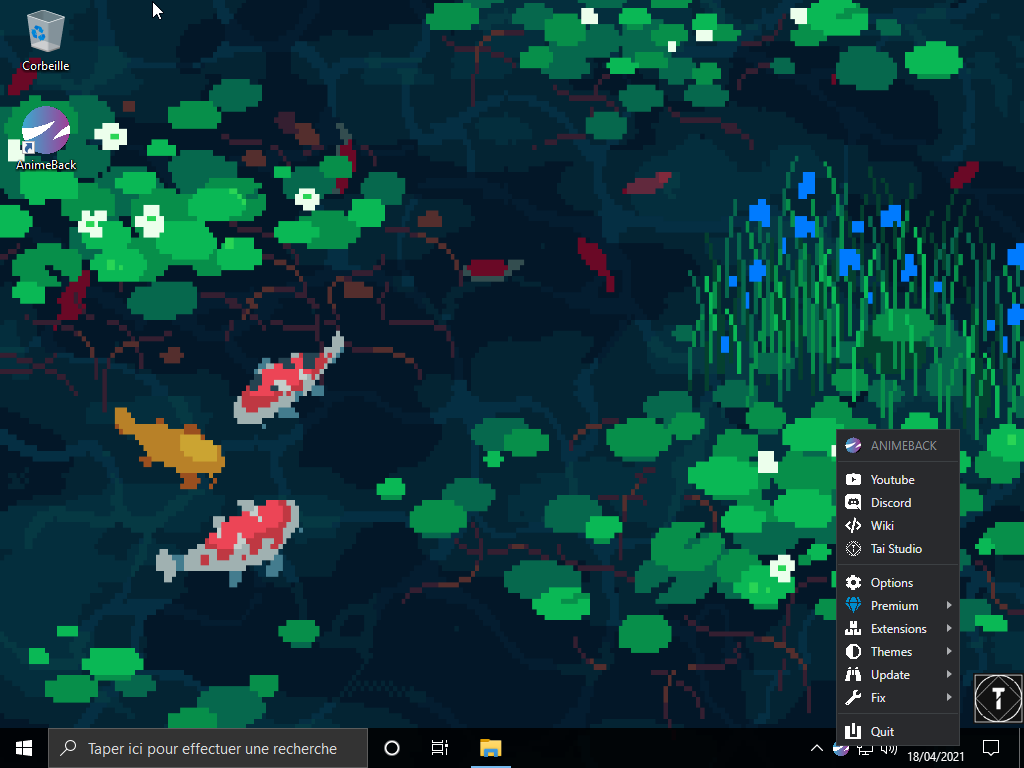 Corbeille
AnimeBack
ANIMEBACK
Youtube
Discord
Wiki
Tai Studio
Options
Premium
Extensions
Themes
Update
Fix
Quit
T
Taper ici pour effectuer une recherche
18/04/2021